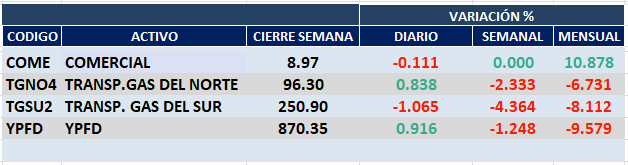 VARIACIÓN %
CODIGO ACTIVO CIERRE SEMANA DIARIO SEMANAL MENSUAL
COME COMERCIAL 8.97 -0.111 0.000 10.878
TGNO4 TRANSP.GAS DEL NORTE 96.30 0.838 -2.333 -6.731
TGSU2 TRANSP. GAS DEL SUR 250.90 -1.065 -4.364 -8.112
YPFD YPFD 870.35 0.916 -1.248 -9.579